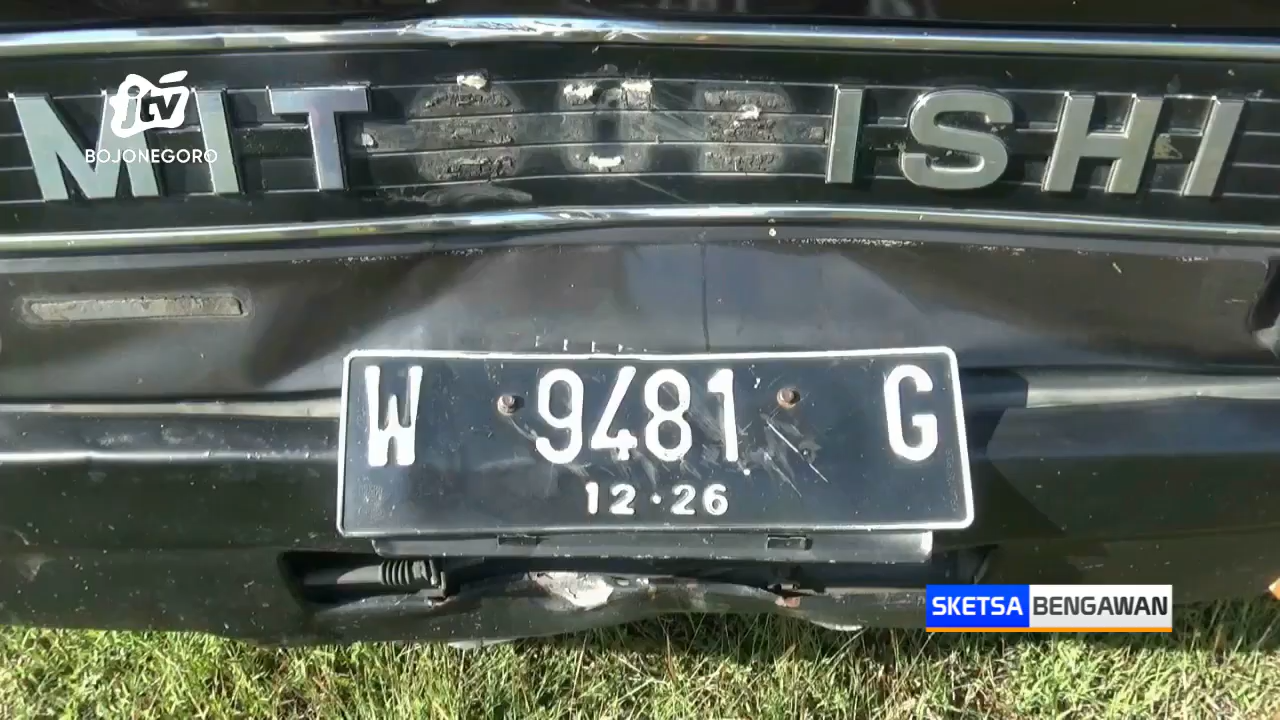 MIT ISHI
jtv
BOJONEGORO
W 9481 G
12·26
SKETSA BENGAWAN